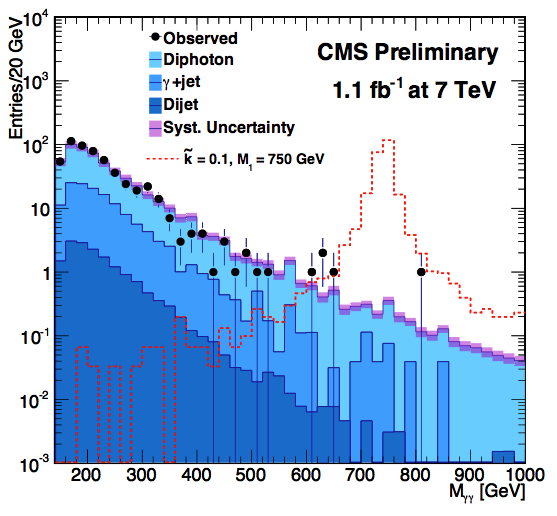 10⁴
10³
10²
10
1
10⁻¹
10⁻²
10⁻³
Entries/20 GeV
Observed
Diphoton
γ+jet
Dijet
Syst. Uncertainty
k̃ = 0.1, M₁ = 750 GeV
CMS Preliminary
1.1 fb⁻¹ at 7 TeV
200 300 400 500 600 700 800 900 1000
Mγγ [GeV]